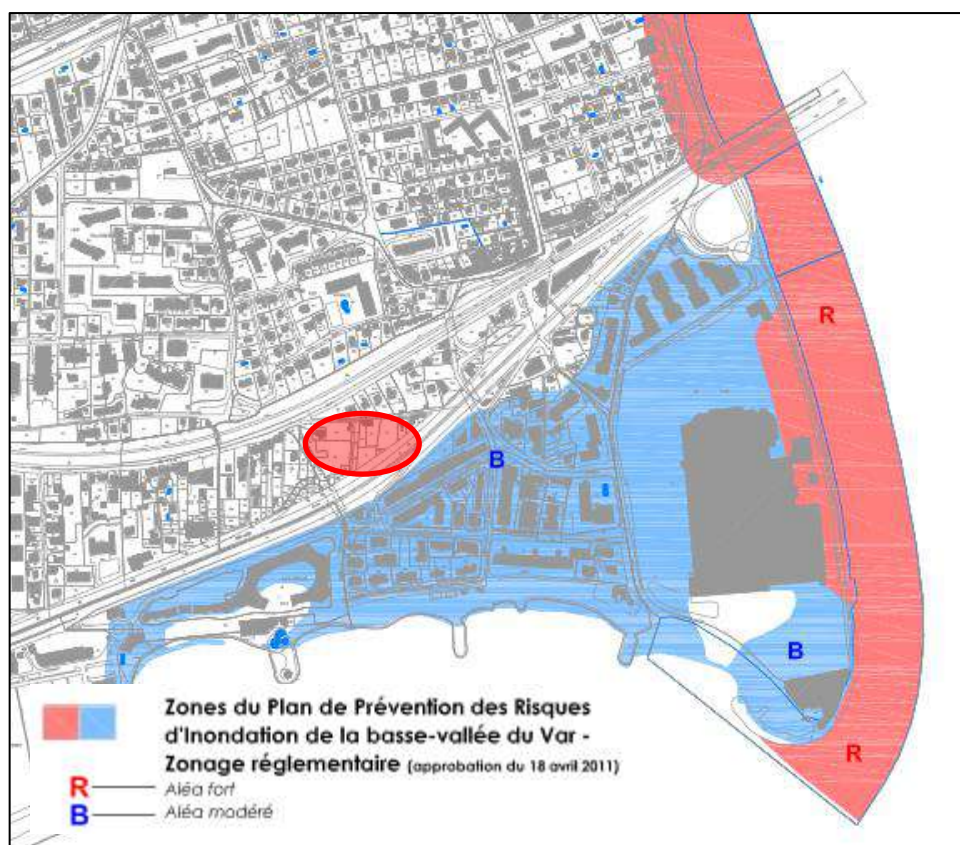 R
B
B
R
Zones du Plan de Prévention des Risques
d'Inondation de la basse-vallée du Var -
Zonage réglementaire (approbation du 18 avril 2011)
R Aléa fort
B Aléa modéré